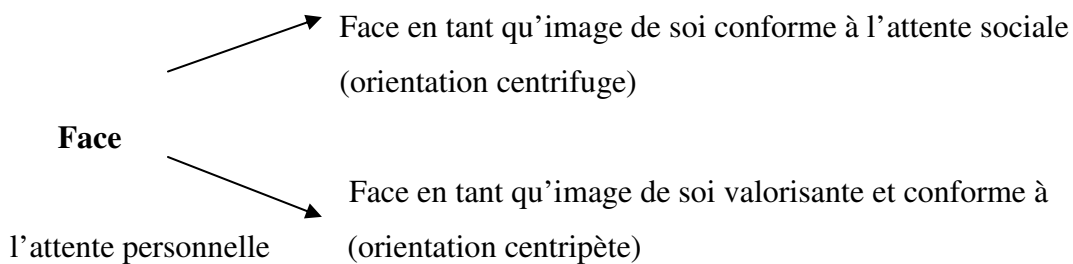 Face en tant qu’image de soi conforme à l’attente sociale
(orientation centrifuge)
Face
Face en tant qu’image de soi valorisante et conforme à
l’attente personnelle (orientation centripète)